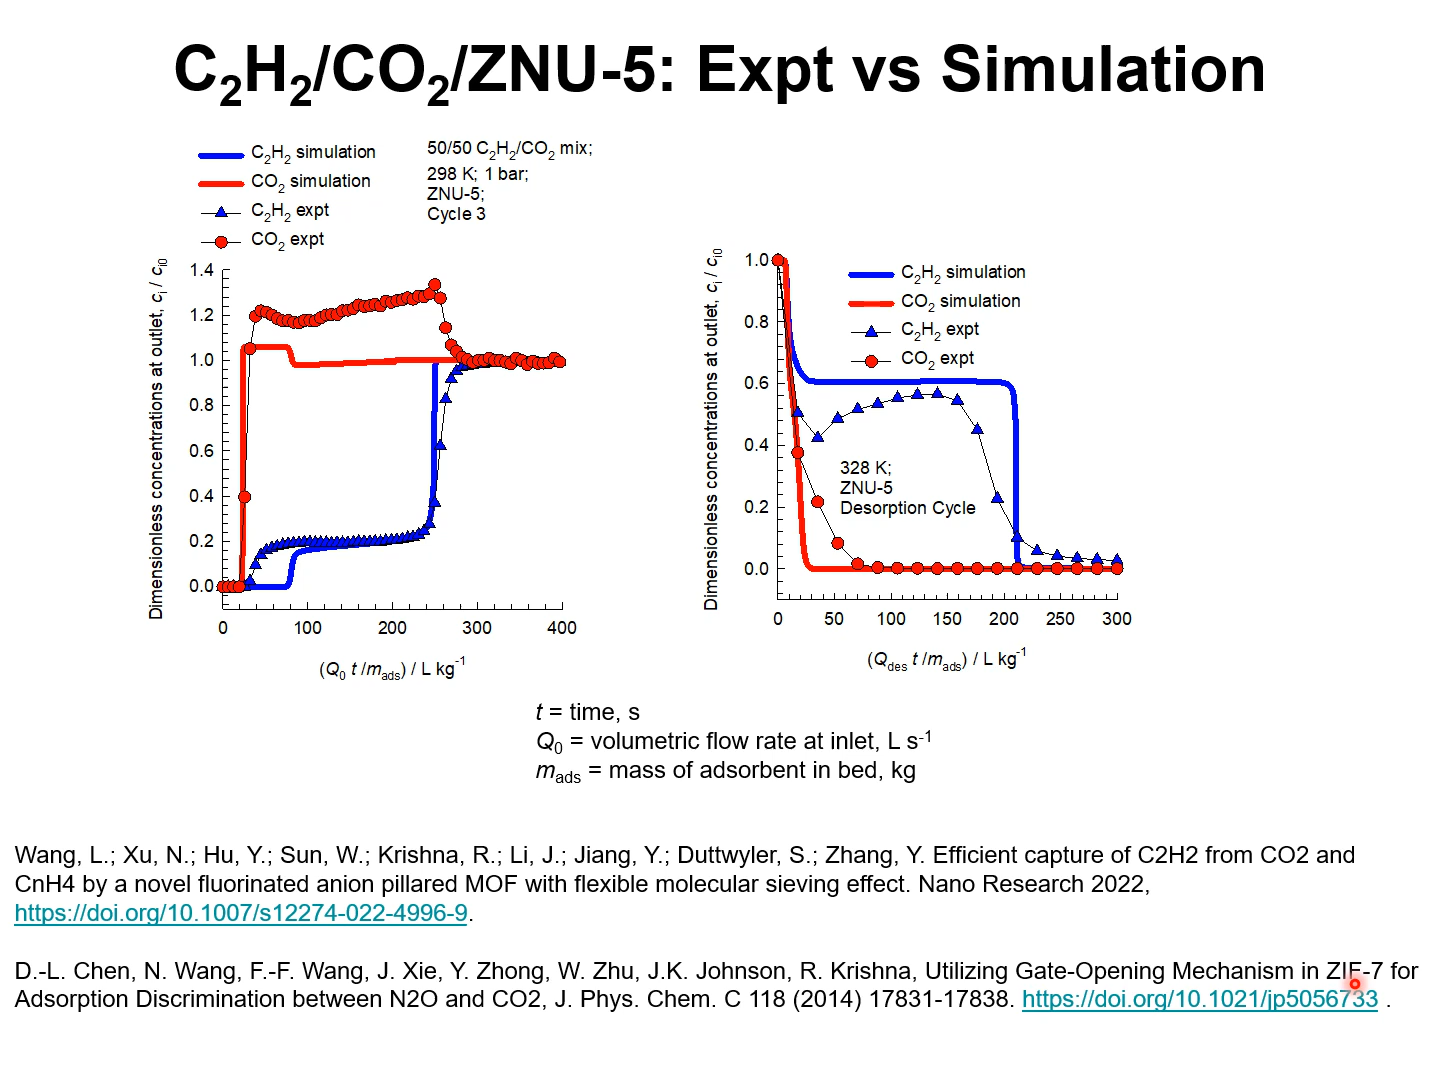 C2H2/CO2/ZNU-5: Expt vs Simulation
C2H2 simulation
CO2 simulation
C2H2 expt
CO2 expt
50/50 C2H2/CO2 mix;
298 K; 1 bar;
ZNU-5;
Cycle 3
Dimensionless concentrations at outlet, ci / ci0
1.4
1.2
1.0
0.8
0.6
0.4
0.2
0.0
0 100 200 300 400
(Q0 t /mads) / L kg-1
C2H2 simulation
CO2 simulation
C2H2 expt
CO2 expt
328 K;
ZNU-5
Desorption Cycle
Dimensionless concentrations at outlet, ci / ci0
1.0
0.8
0.6
0.4
0.2
0.0
0 50 100 150 200 250 300
(Qdes t /mads) / L kg-1
t = time, s
Q0 = volumetric flow rate at inlet, L s-1
mads = mass of adsorbent in bed, kg
Wang, L.; Xu, N.; Hu, Y.; Sun, W.; Krishna, R.; Li, J.; Jiang, Y.; Duttwyler, S.; Zhang, Y. Efficient capture of C2H2 from CO2 and
CnH4 by a novel fluorinated anion pillared MOF with flexible molecular sieving effect. Nano Research 2022,
https://doi.org/10.1007/s12274-022-4996-9.
D.-L. Chen, N. Wang, F.-F. Wang, J. Xie, Y. Zhong, W. Zhu, J.K. Johnson, R. Krishna, Utilizing Gate-Opening Mechanism in ZIF-7 for
Adsorption Discrimination between N2O and CO2, J. Phys. Chem. C 118 (2014) 17831-17838. https://doi.org/10.1021/jp5056733 .